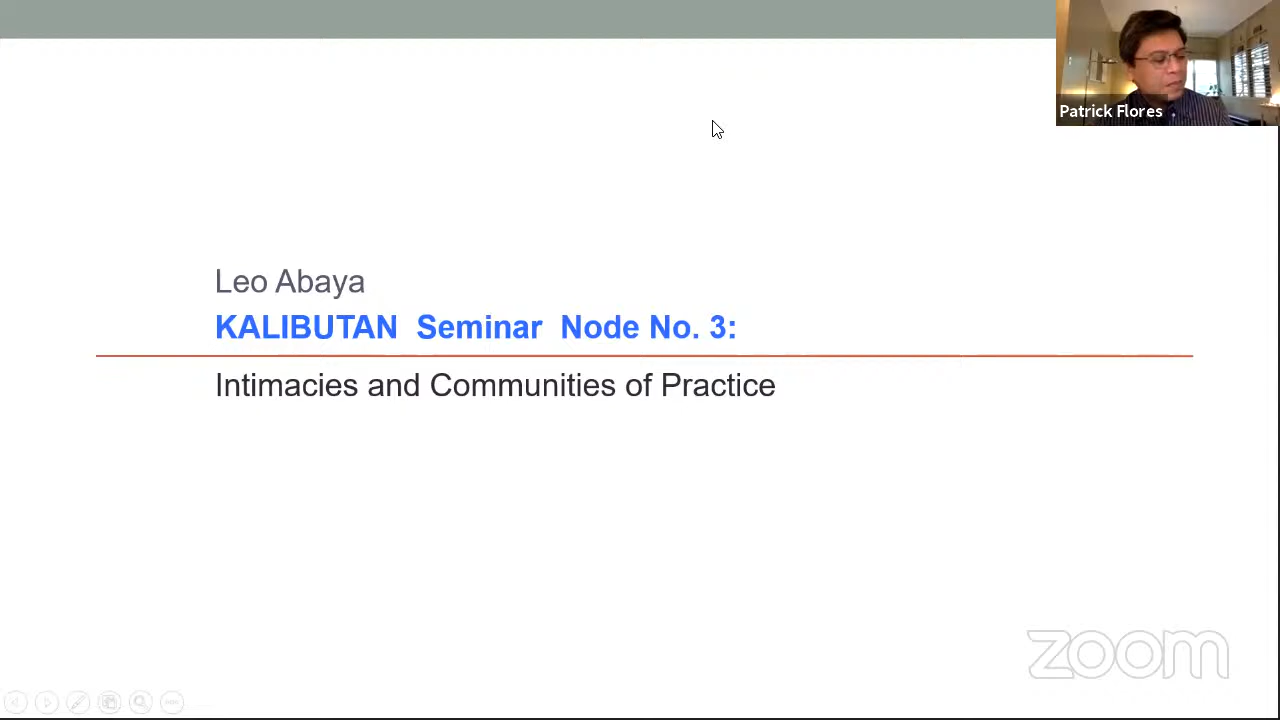 Patrick Flores
Leo Abaya
KALIBUTAN Seminar Node No. 3:
Intimacies and Communities of Practice
zoom